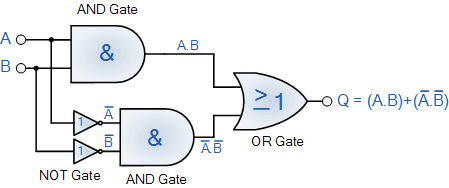 AND Gate
A
B
&
A.B
≥1
Q = (A.B)+(A̅.B̅)
OR Gate
1
A̅
1
B̅
&
A̅.B̅
NOT Gate
AND Gate